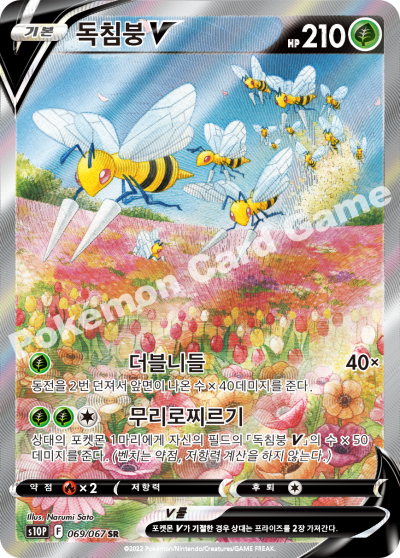 기본 독침붕V HP 210
Pokémon Card Game
더블니들 40×
동전을 2번 던져서 앞면이 나온 수×40데미지를 준다.
무리로찌르기
상대의 포켓몬 1마리에게 자신의 필드의 「독침붕V」의 수×50
데미지를 준다. (벤치는 약점, 저항력 계산을 하지 않는다.)
약점 ×2 저항력 후퇴
Illus. Narumi Sato
s10P F 069/067 SR
V룰
포켓몬V가 기절한 경우 상대는 프라이즈를 2장 가져간다.
©2022 Pokémon/Nintendo/Creatures/GAME FREAK.